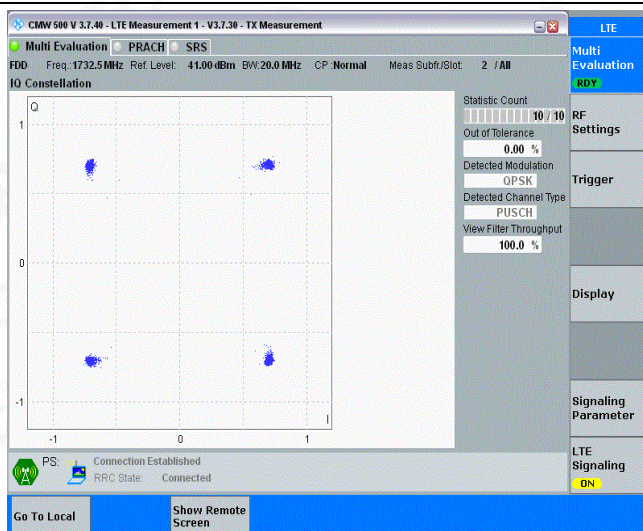 CMW 500 V 3.7.40 - LTE Measurement 1 - V3.7.30 - TX Measurement
LTE
Multi Evaluation PRACH SRS
Multi
Evaluation
RDY
FDD Freq.:1732.5 MHz Ref. Level: 41.00 dBm BW:20.0 MHz CP :Normal Meas Subfr./Slot: 2 / All
IQ Constellation
Q
1
0
-1
-1
0
1
I
Statistic Count
10 / 10
Out of Tolerance
0.00 %
Detected Modulation
QPSK
Detected Channel Type
PUSCH
View Filter Throughput
100.0 %
RF
Settings
Trigger
Display
Signaling
Parameter
LTE
Signaling
ON
PS: Connection Established
RRC State: Connected
Go To Local
Show Remote
Screen